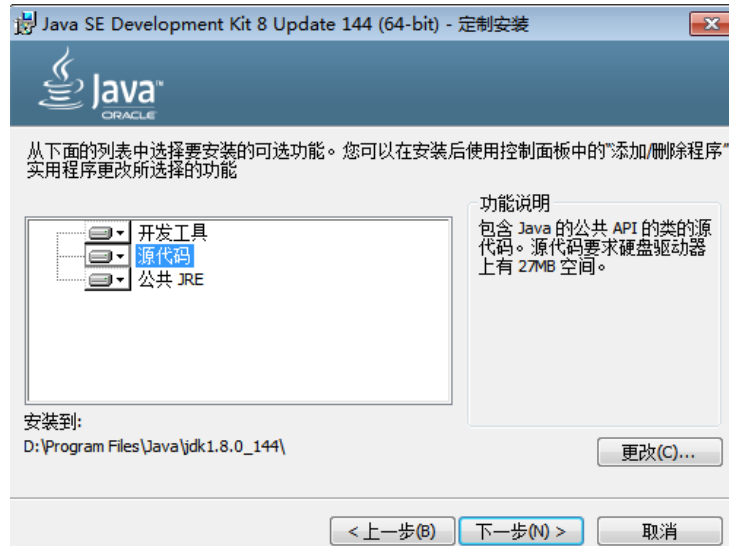 Java SE Development Kit 8 Update 144 (64-bit) - 定制安装
Java™
ORACLE
从下面的列表中选择要安装的可选功能。您可以在安装后使用控制面板中的"添加/删除程序"
实用程序更改所选择的功能
开发工具
源代码
公共 JRE
功能说明
包含 Java 的公共 API 的类的源
代码。源代码要求硬盘驱动器
上有 27MB 空间。
安装到:
D:\Program Files\Java\jdk1.8.0_144\
更改(C)...
< 上一步(B)
下一步(N) >
取消